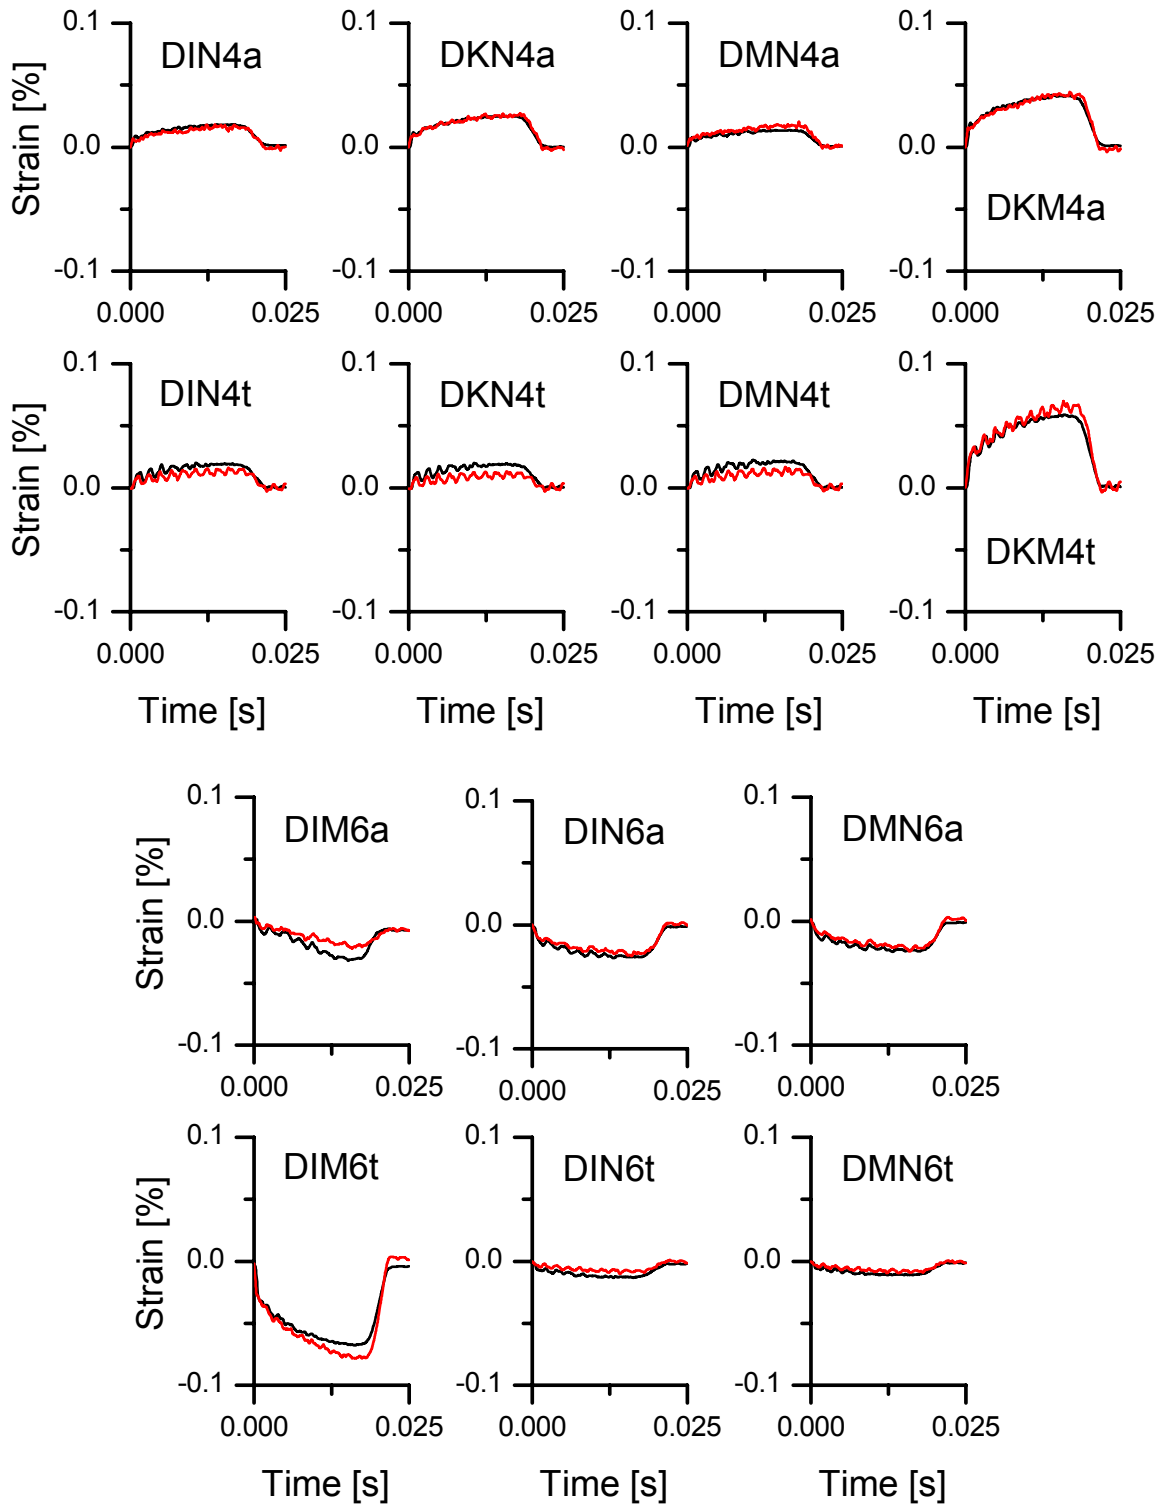 0.1 0.1 0.1 0.1
DIN4a DKN4a DMN4a
Strain [%]
0.0 0.0 0.0 0.0
DKM4a
-0.1 -0.1 -0.1 -0.1
0.000 0.025 0.000 0.025 0.000 0.025 0.000 0.025
0.1 0.1 0.1 0.1
DIN4t DKN4t DMN4t
Strain [%]
0.0 0.0 0.0 0.0
DKM4t
-0.1 -0.1 -0.1 -0.1
0.000 0.025 0.000 0.025 0.000 0.025 0.000 0.025
Time [s] Time [s] Time [s] Time [s]
0.1 0.1 0.1
DIM6a DIN6a DMN6a
Strain [%]
0.0 0.0 0.0
-0.1 -0.1 -0.1
0.000 0.025 0.000 0.025 0.000 0.025
0.1 0.1 0.1
DIM6t DIN6t DMN6t
Strain [%]
0.0 0.0 0.0
-0.1 -0.1 -0.1
0.000 0.025 0.000 0.025 0.000 0.025
Time [s] Time [s] Time [s]